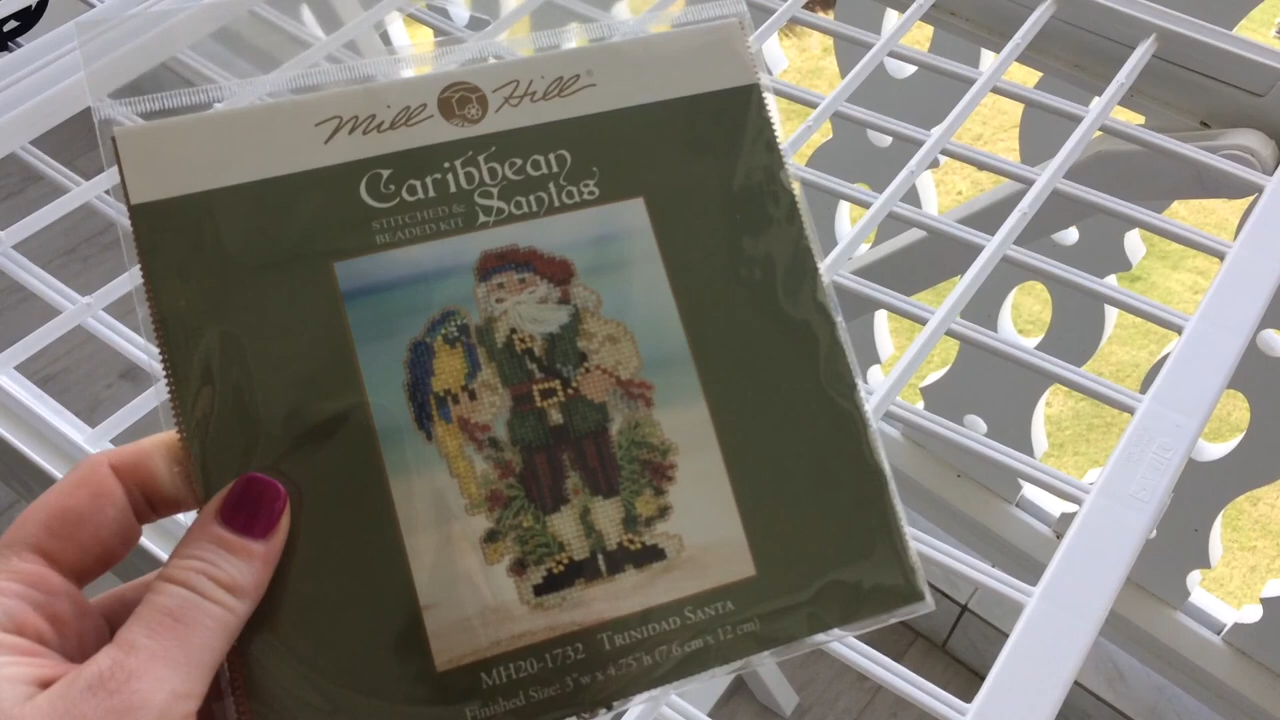 Mill Hill®
Caribbean
STITCHED & BEADED KIT Santas
MH20-1732 TRINIDAD SANTA
Finished Size: 3"w x 4.75"h (7.6 cm x 12 cm)